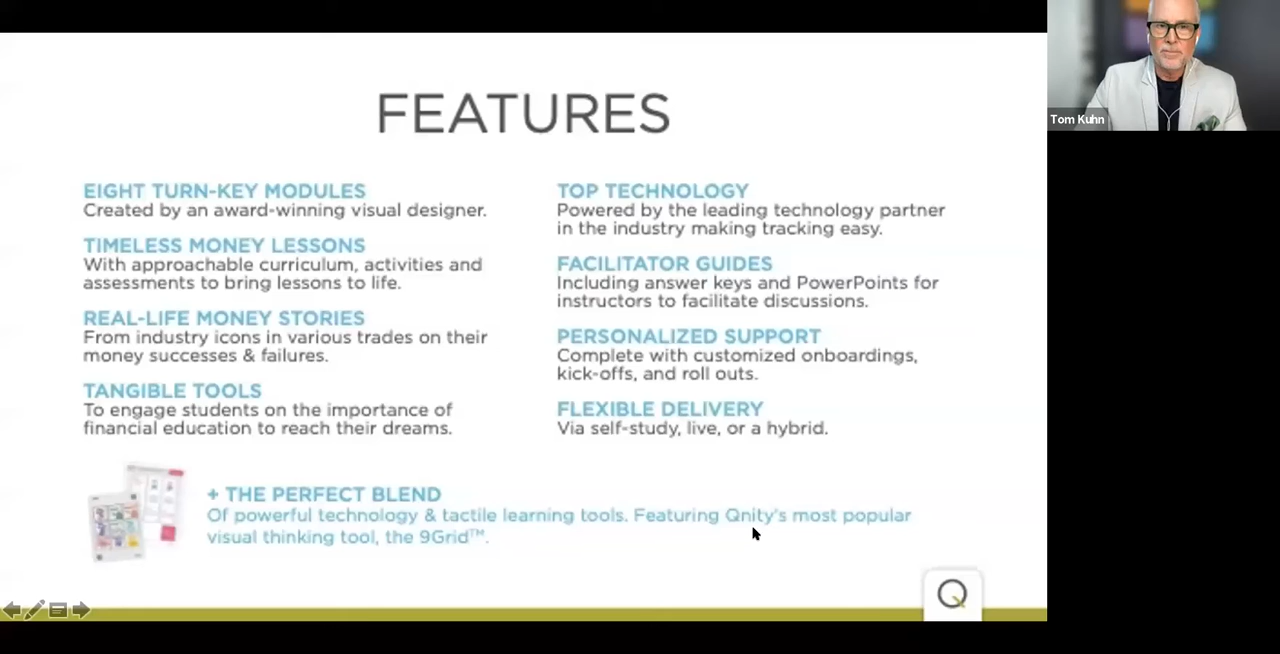 FEATURES
EIGHT TURN-KEY MODULES
Created by an award-winning visual designer.
TIMELESS MONEY LESSONS
With approachable curriculum, activities and
assessments to bring lessons to life.
REAL-LIFE MONEY STORIES
From industry icons in various trades on their
money successes & failures.
TANGIBLE TOOLS
To engage students on the importance of
financial education to reach their dreams.
TOP TECHNOLOGY
Powered by the leading technology partner
in the industry making tracking easy.
FACILITATOR GUIDES
Including answer keys and PowerPoints for
instructors to facilitate discussions.
PERSONALIZED SUPPORT
Complete with customized onboardings,
kick-offs, and roll outs.
FLEXIBLE DELIVERY
Via self-study, live, or a hybrid.
+ THE PERFECT BLEND
Of powerful technology & tactile learning tools. Featuring Qnity's most popular
visual thinking tool, the 9Grid™.
Q
Tom Kuhn